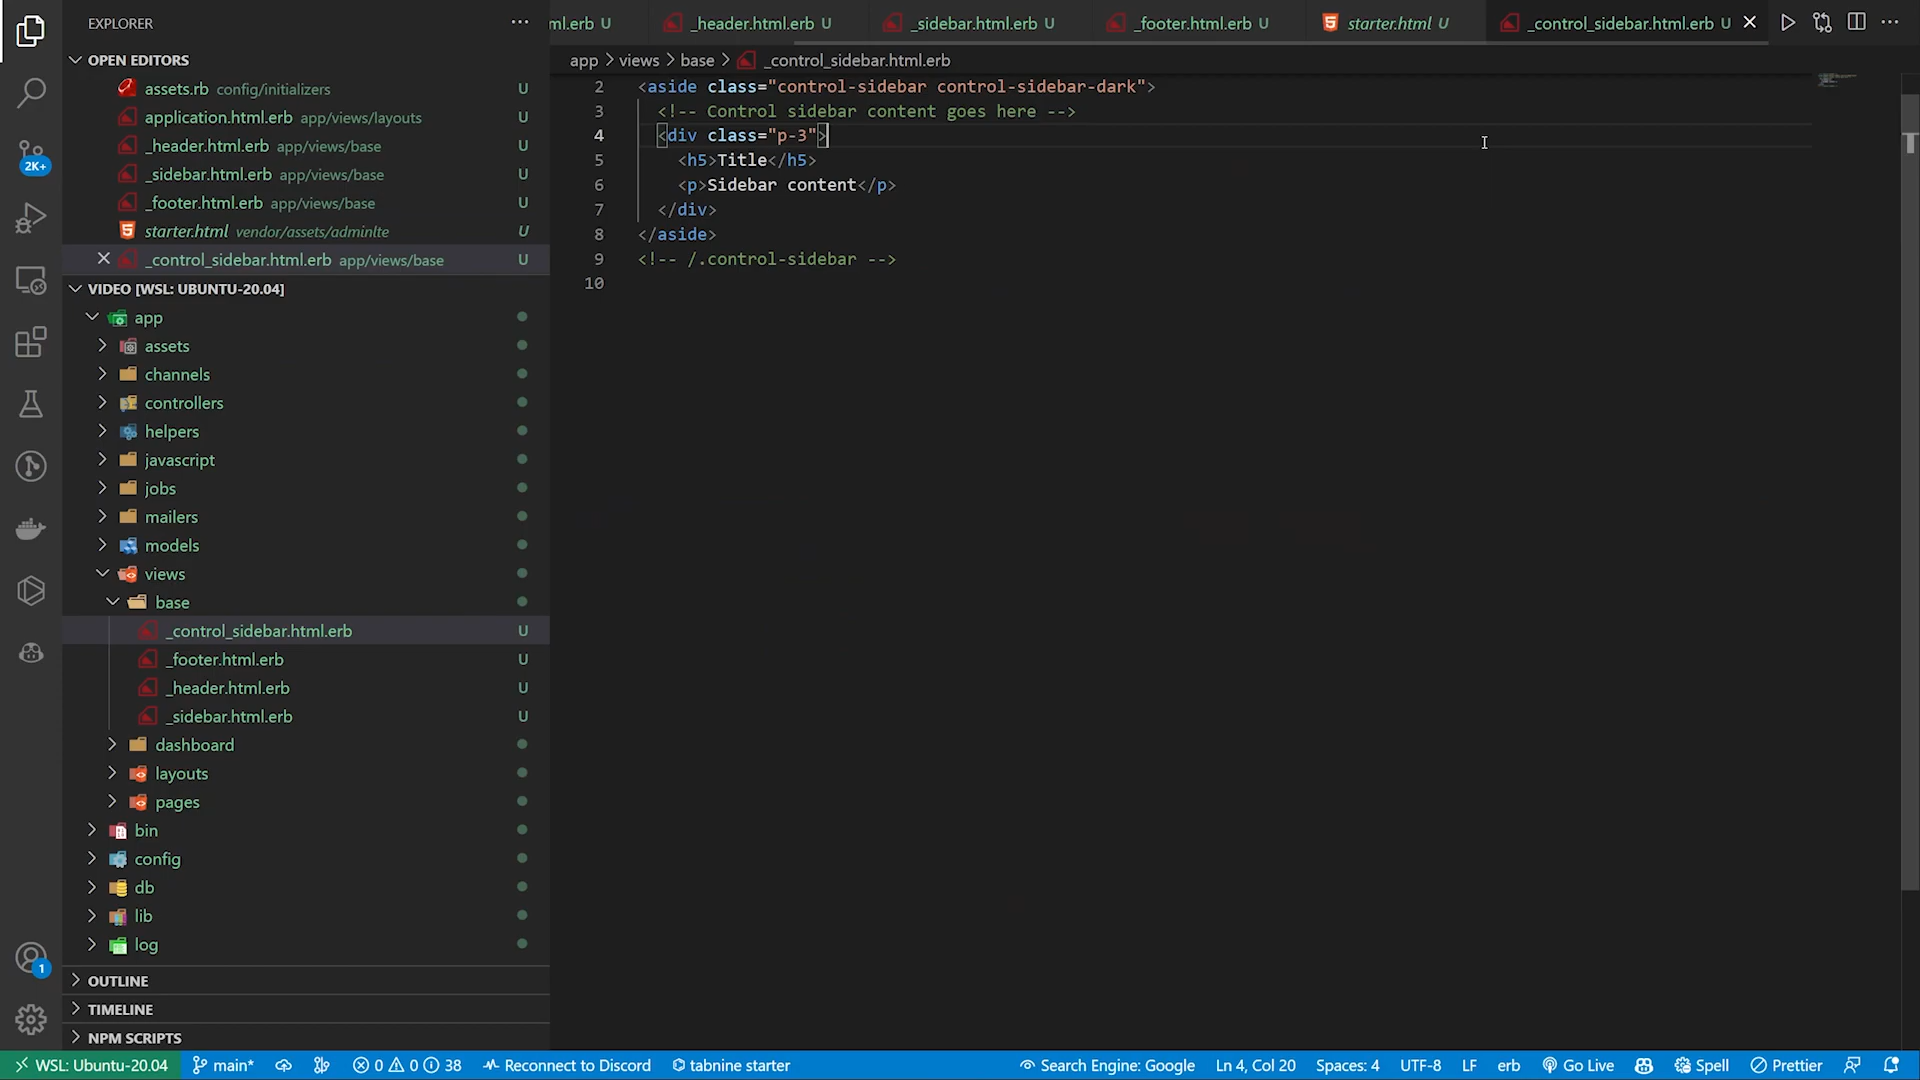 EXPLORER
ml.erb U
_header.html.erb U
_sidebar.html.erb U
_footer.html.erb U
starter.html U
_control_sidebar.html.erb U
OPEN EDITORS
assets.rb config/initializers U
application.html.erb app/views/layouts U
_header.html.erb app/views/base U
_sidebar.html.erb app/views/base U
_footer.html.erb app/views/base U
starter.html vendor/assets/adminlte U
_control_sidebar.html.erb app/views/base U
VIDEO [WSL: UBUNTU-20.04]
app
assets
channels
controllers
helpers
javascript
jobs
mailers
models
views
base
_control_sidebar.html.erb U
_footer.html.erb U
_header.html.erb U
_sidebar.html.erb U
dashboard
layouts
pages
bin
config
db
lib
log
OUTLINE
TIMELINE
NPM SCRIPTS
2K+
1
app > views > base > _control_sidebar.html.erb
2 <aside class="control-sidebar control-sidebar-dark">
3 <!-- Control sidebar content goes here -->
4 <div class="p-3">
5 <h5>Title</h5>
6 <p>Sidebar content</p>
7 </div>
8 </aside>
9 <!-- /.control-sidebar -->
10
WSL: Ubuntu-20.04 main* 0 0 38 Reconnect to Discord tabnine starter Search Engine: Google Ln 4, Col 20 Spaces: 4 UTF-8 LF erb Go Live Spell Prettier